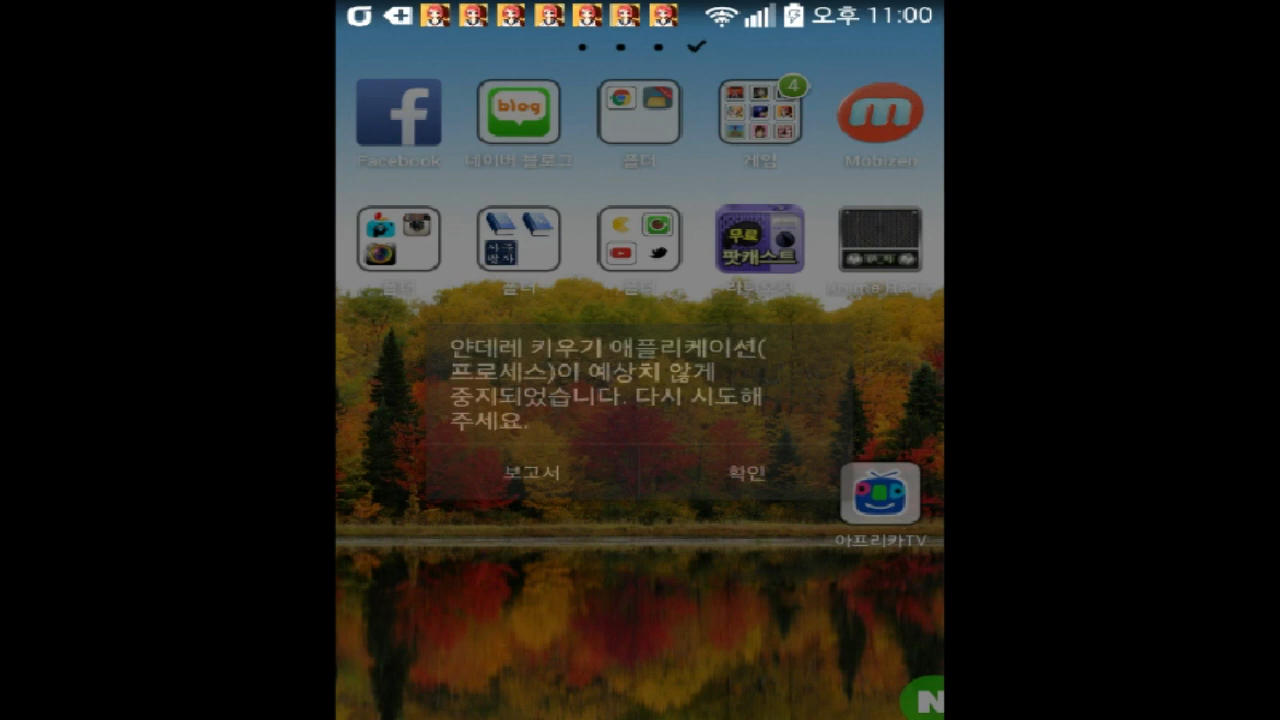 오후 11:00
4
f
blog
m
Facebook
네이버 블로그
폴더
게임
Mobizen
무료
팟캐스트
폴더
폴더
폴더
얀데레 키우기 애플리케이션(
프로세스)이 예상치 않게
중지되었습니다. 다시 시도해
주세요.
보고서
확인
아프리카TV
N